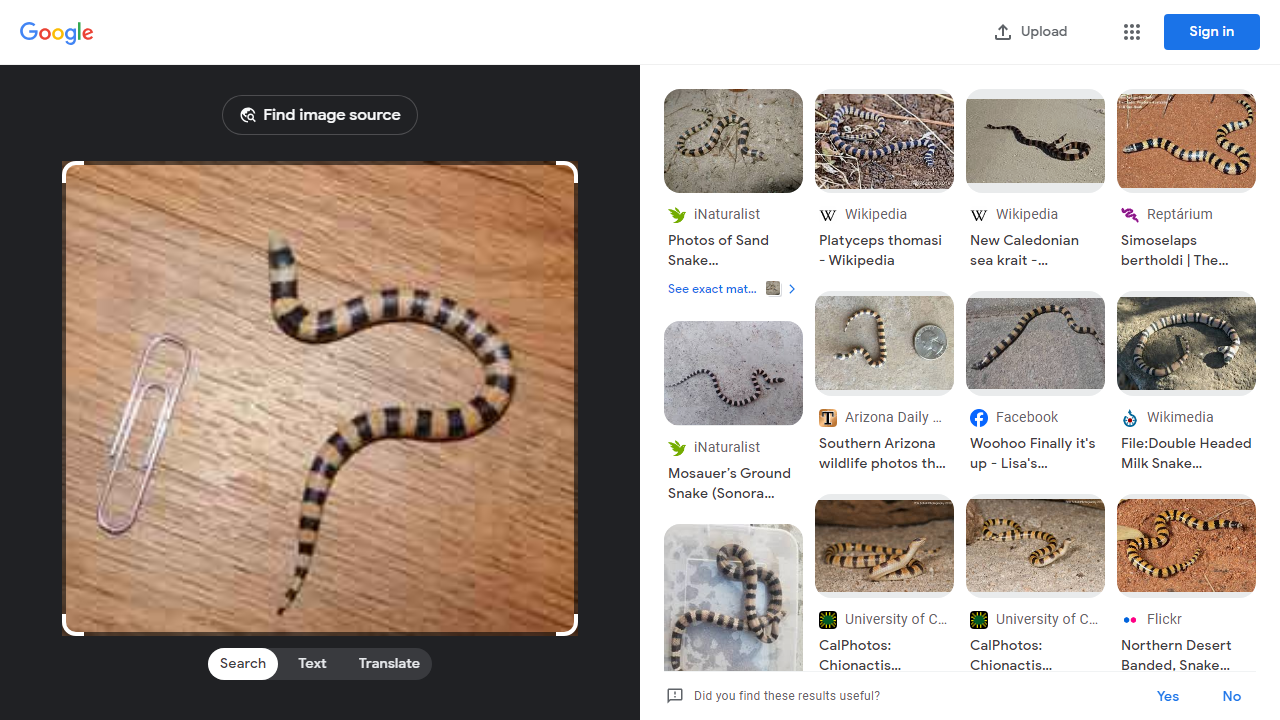 Google
Upload
Sign in
Find image source
Search
Text
Translate
iNaturalist
Photos of Sand
Snake...
See exact mat...
Wikipedia
Platyceps thomasi
- Wikipedia
Wikipedia
New Caledonian
sea krait -...
Reptárium
Simoselaps
bertholdi | The...
iNaturalist
Mosauer's Ground
Snake (Sonora...
Arizona Daily ...
Southern Arizona
wildlife photos th...
Facebook
Woohoo Finally it's
up - Lisa's...
Wikimedia
File:Double Headed
Milk Snake...
University of C...
CalPhotos:
Chionactis...
University of C...
CalPhotos:
Chionactis...
Flickr
Northern Desert
Banded, Snake...
Did you find these results useful?
Yes
No